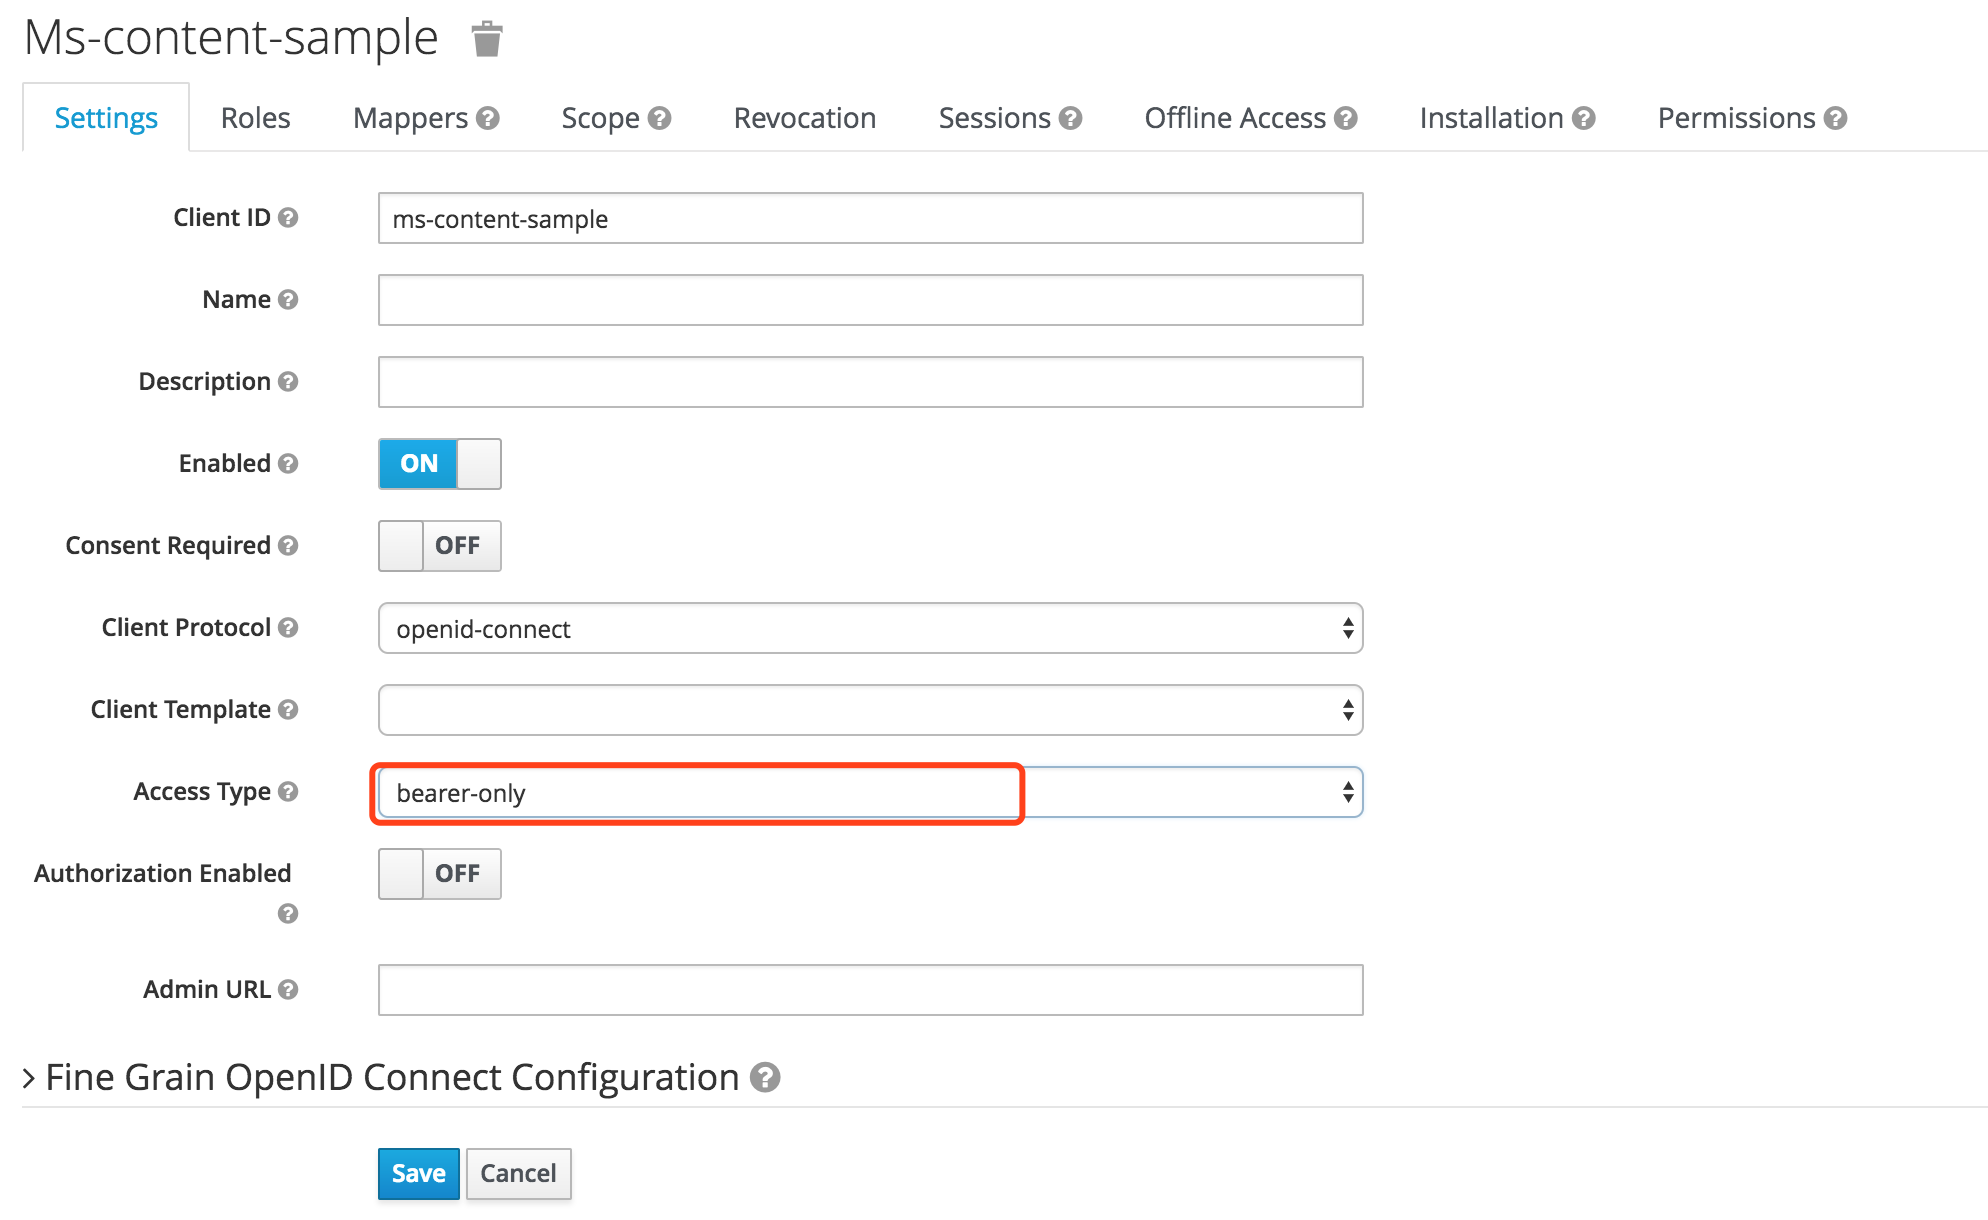 Ms-content-sample
Settings Roles Mappers Scope Revocation Sessions Offline Access Installation Permissions
Client ID ms-content-sample
Name
Description
Enabled ON
Consent Required OFF
Client Protocol openid-connect
Client Template
Access Type bearer-only
Authorization Enabled OFF
Admin URL
Fine Grain OpenID Connect Configuration
Save Cancel